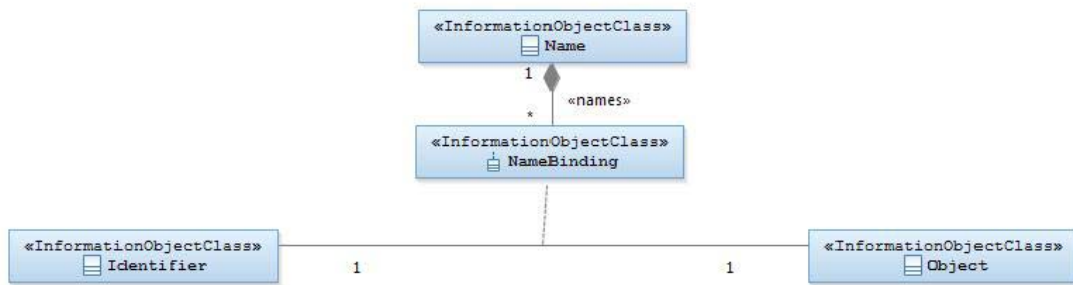 «InformationObjectClass»
Name
1
«names»
*
«InformationObjectClass»
NameBinding
«InformationObjectClass»
Identifier
1
1
«InformationObjectClass»
Object